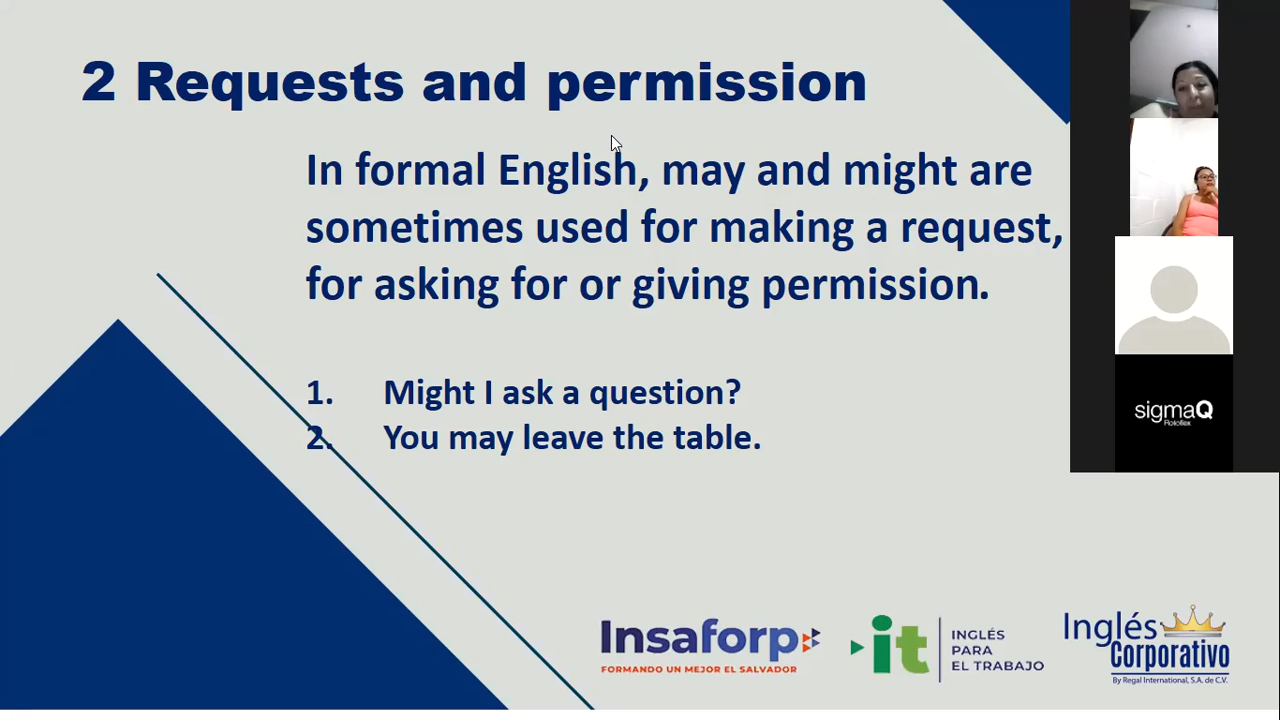 2 Requests and permission
In formal English, may and might are
sometimes used for making a request,
for asking for or giving permission.
1. Might I ask a question?
2. You may leave the table.
sigmaQ
Roloflex
Insaforp
FORMANDO UN MEJOR EL SALVADOR
it
INGLÉS
PARA
EL TRABAJO
Inglés
Corporativo
By Regal International, S.A. de C.V.